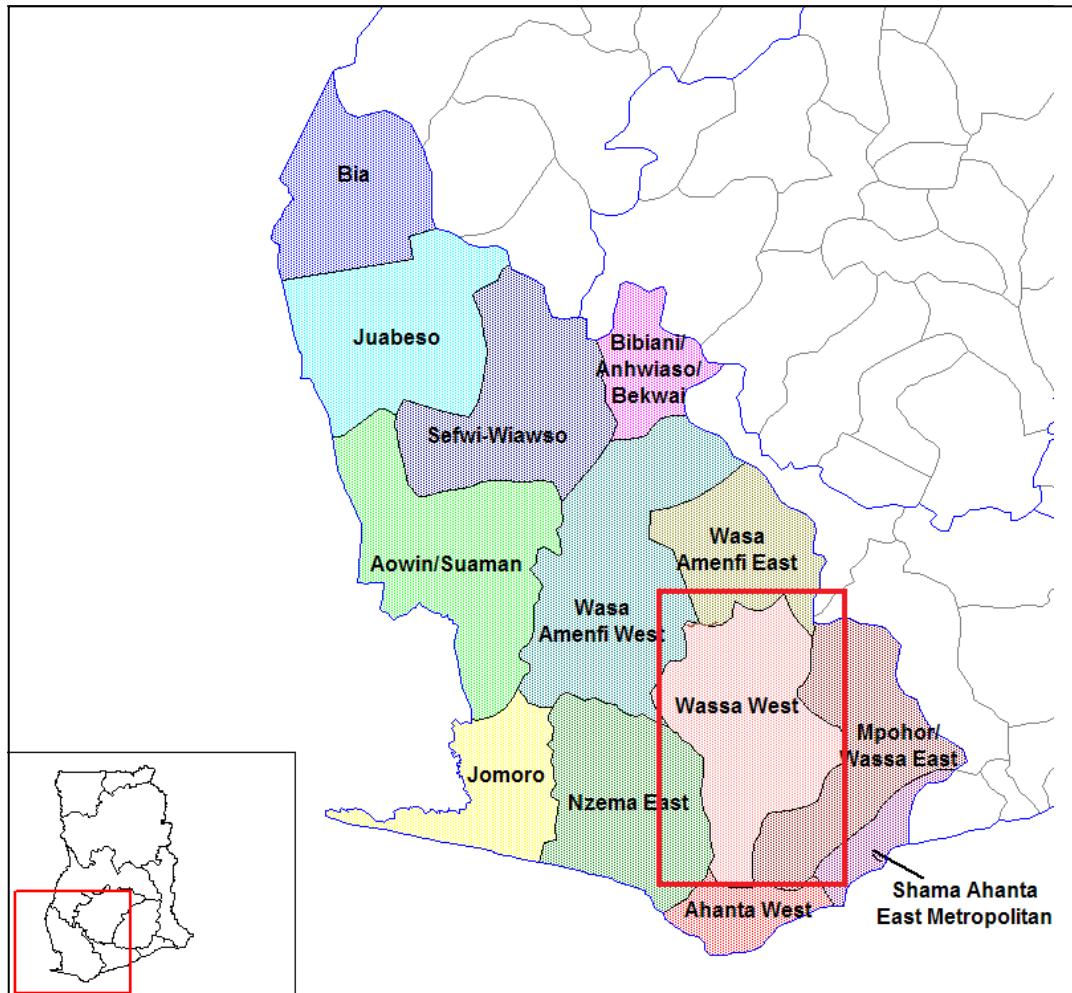 Bia
Juabeso
Bibiani/
Anhwiaso/
Bekwai
Sefwi-Wiawso
Wasa
Amenfi East
Aowin/Suaman
Wasa
Amenfi West
Wassa West
Mpohor/
Wassa East
Jomoro
Nzema East
Shama Ahanta
East Metropolitan
Ahanta West